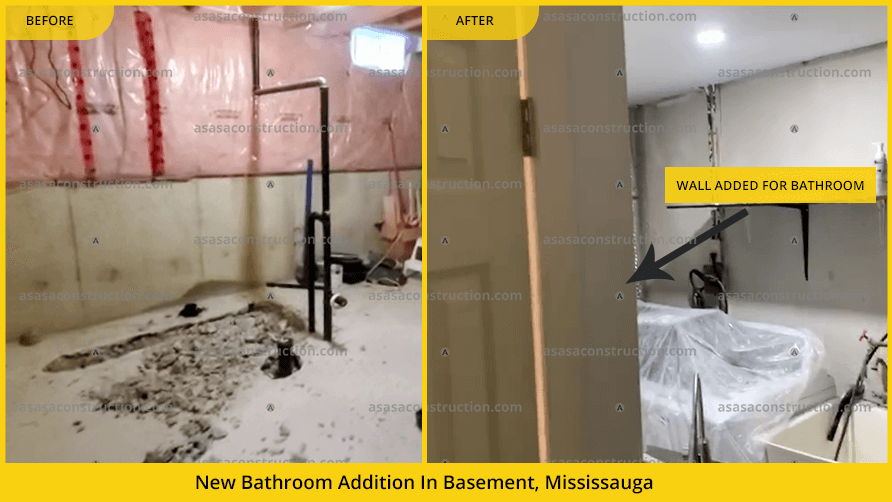 BEFORE
AFTER
WALL ADDED FOR BATHROOM
asasaconstruction.com
New Bathroom Addition In Basement, Mississauga